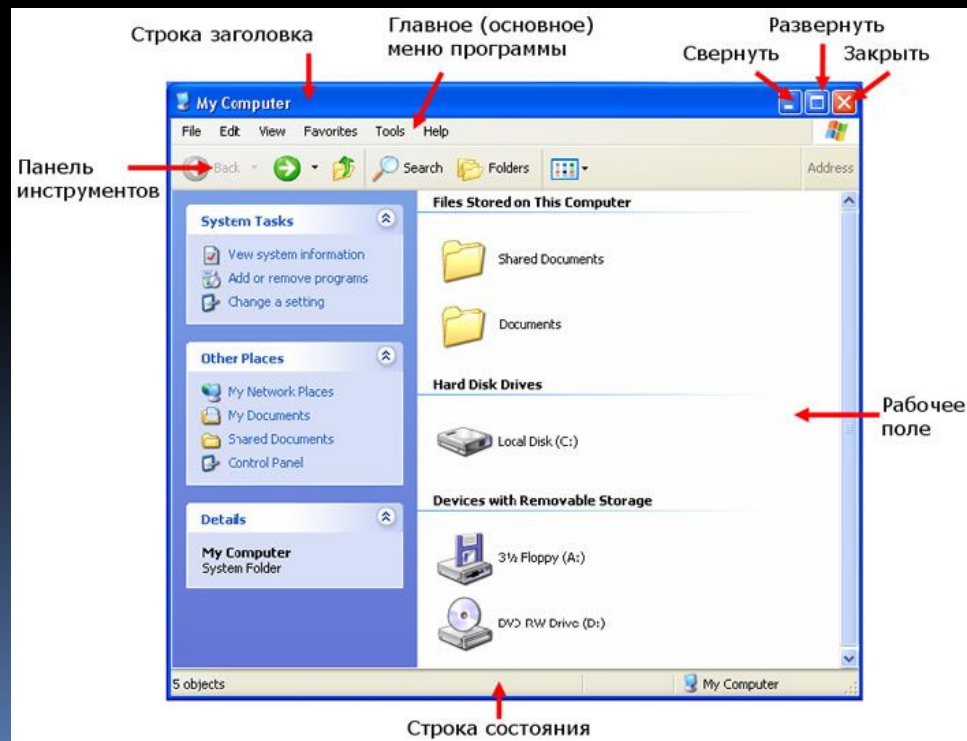 Строка заголовка
Главное (основное)
меню программы
Развернуть
Свернуть
Закрыть
My Computer
File Edit View Favorites Tools Help
Панель
инструментов
Back
Search
Folders
Address
System Tasks
View system information
Add or remove programs
Change a setting
Other Places
My Network Places
My Documents
Shared Documents
Control Panel
Details
My Computer
System Folder
Files Stored on This Computer
Shared Documents
Documents
Hard Disk Drives
Local Disk (C:)
Devices with Removable Storage
3½ Floppy (A:)
DVD RW Drive (D:)
Рабочее
поле
5 objects
My Computer
Строка состояния